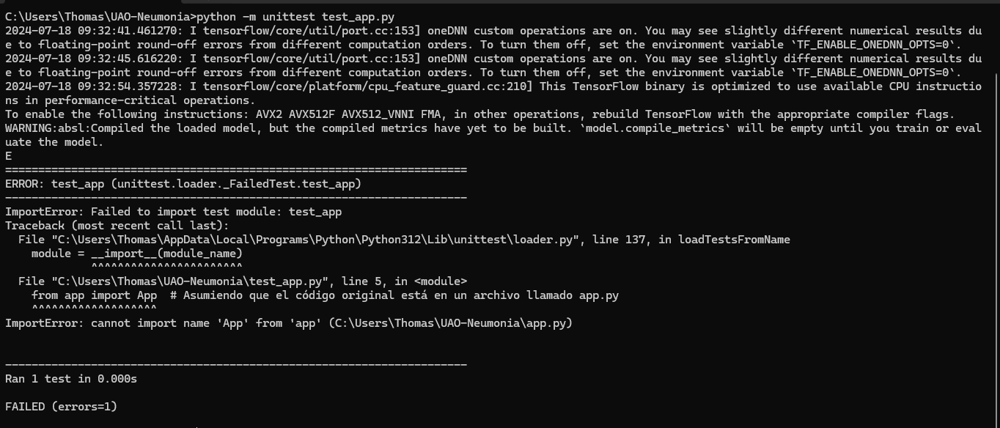 C:\Users\Thomas\UAO-Neumonia>python -m unittest test_app.py
2024-07-18 09:32:41.461270: I tensorflow/core/util/port.cc:153] oneDNN custom operations are on. You may see slightly different numerical results du
e to floating-point round-off errors from different computation orders. To turn them off, set the environment variable `TF_ENABLE_ONEDNN_OPTS=0`.
2024-07-18 09:32:45.616220: I tensorflow/core/util/port.cc:153] oneDNN custom operations are on. You may see slightly different numerical results du
e to floating-point round-off errors from different computation orders. To turn them off, set the environment variable `TF_ENABLE_ONEDNN_OPTS=0`.
2024-07-18 09:32:54.357228: I tensorflow/core/platform/cpu_feature_guard.cc:210] This TensorFlow binary is optimized to use available CPU instructio
ns in performance-critical operations.
To enable the following instructions: AVX2 AVX512F AVX512_VNNI FMA, in other operations, rebuild TensorFlow with the appropriate compiler flags.
WARNING:absl:Compiled the loaded model, but the compiled metrics have yet to be built. `model.compile_metrics` will be empty until you train or eval
uate the model.
E
======================================================================
ERROR: test_app (unittest.loader._FailedTest.test_app)
----------------------------------------------------------------------
ImportError: Failed to import test module: test_app
Traceback (most recent call last):
  File "C:\Users\Thomas\AppData\Local\Programs\Python\Python312\Lib\unittest\loader.py", line 137, in loadTestsFromName
    module = __import__(module_name)
             ^^^^^^^^^^^^^^^^^^^^^^^
  File "C:\Users\Thomas\UAO-Neumonia\test_app.py", line 5, in <module>
    from app import App  # Asumiendo que el código original está en un archivo llamado app.py
    ^^^^^^^^^^^^^^^^^^^
ImportError: cannot import name 'App' from 'app' (C:\Users\Thomas\UAO-Neumonia\app.py)
----------------------------------------------------------------------
Ran 1 test in 0.000s
FAILED (errors=1)